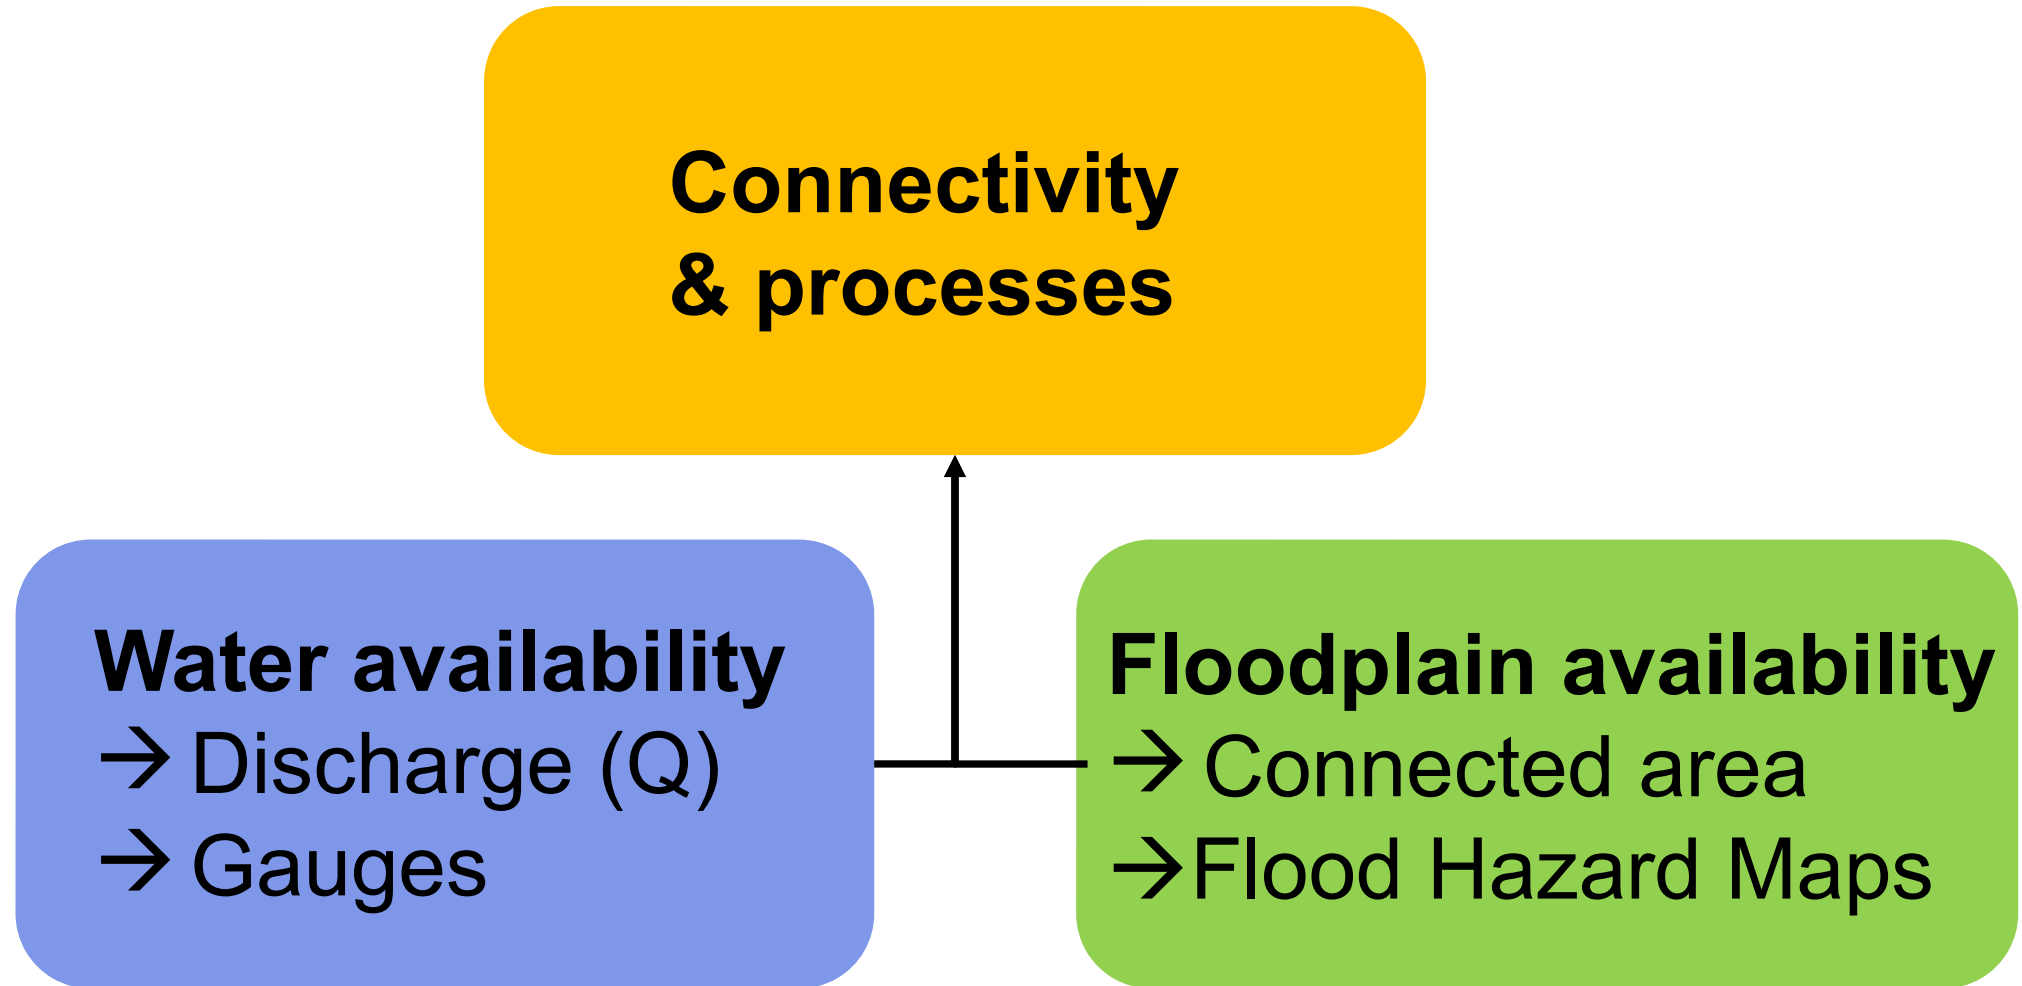 Connectivity
& processes
Water availability
→ Discharge (Q)
→ Gauges
Floodplain availability
→ Connected area
→Flood Hazard Maps